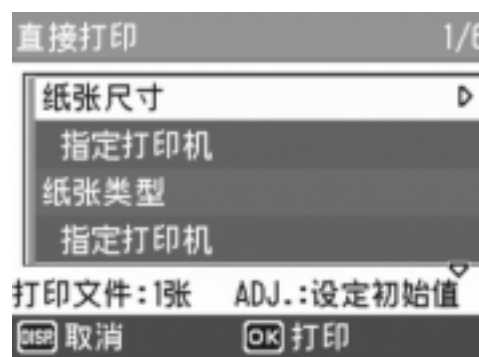 直接打印 1/6
纸张尺寸
指定打印机
纸张类型
指定打印机
打印文件:1张 ADJ.:设定初始值
DISP 取消 OK 打印